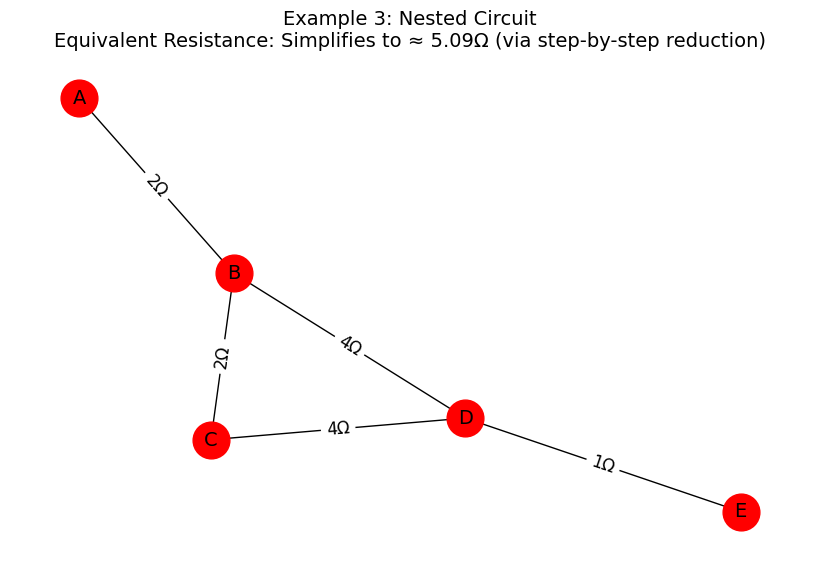 Example 3: Nested Circuit
Equivalent Resistance: Simplifies to ≈ 5.09Ω (via step-by-step reduction)
A
2Ω
B
4Ω
2Ω
D
4Ω
C
1Ω
E